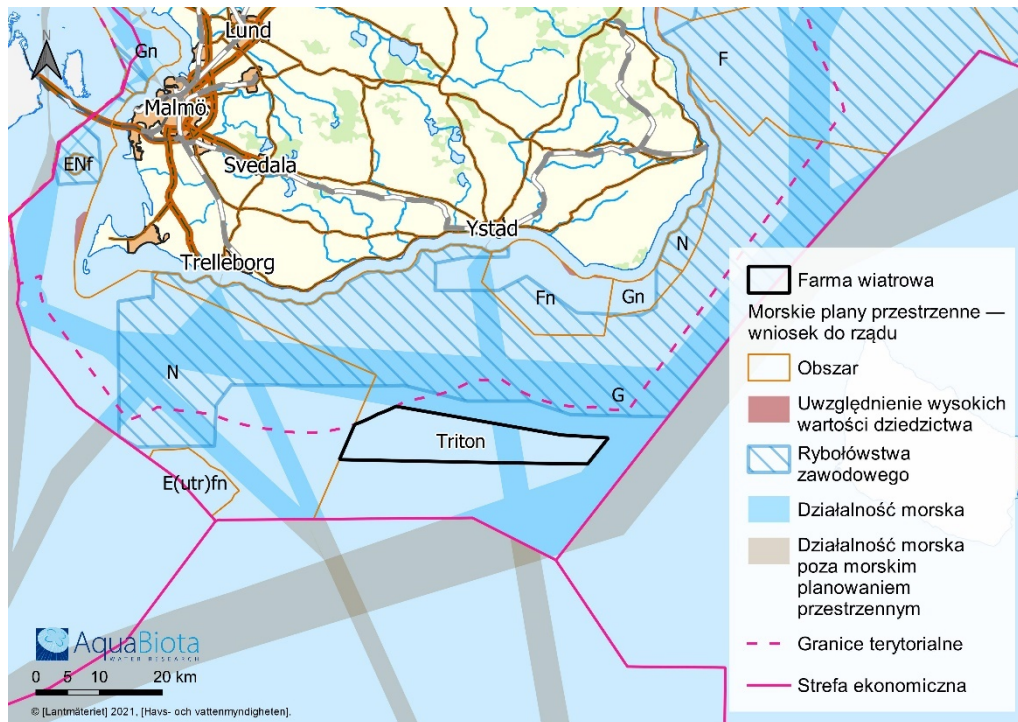 N
Gn
Lund
F
Malmö
ENf
Svedala
Ystad
Trelleborg
N
Fn
Gn
N
G
Triton
E(utr)fn
Farma wiatrowa
Morskie plany przestrzenne —
wniosek do rządu
Obszar
Uwzględnienie wysokich
wartości dziedzictwa
Rybołówstwa
zawodowego
Działalność morska
Działalność morska
poza morskim
planowaniem
przestrzennym
Granice terytorialne
Strefa ekonomiczna
AquaBiota
WATER RESEARCH
0 5 10 20 km
© [Lantmäteriet] 2021, [Havs- och vattenmyndigheten].